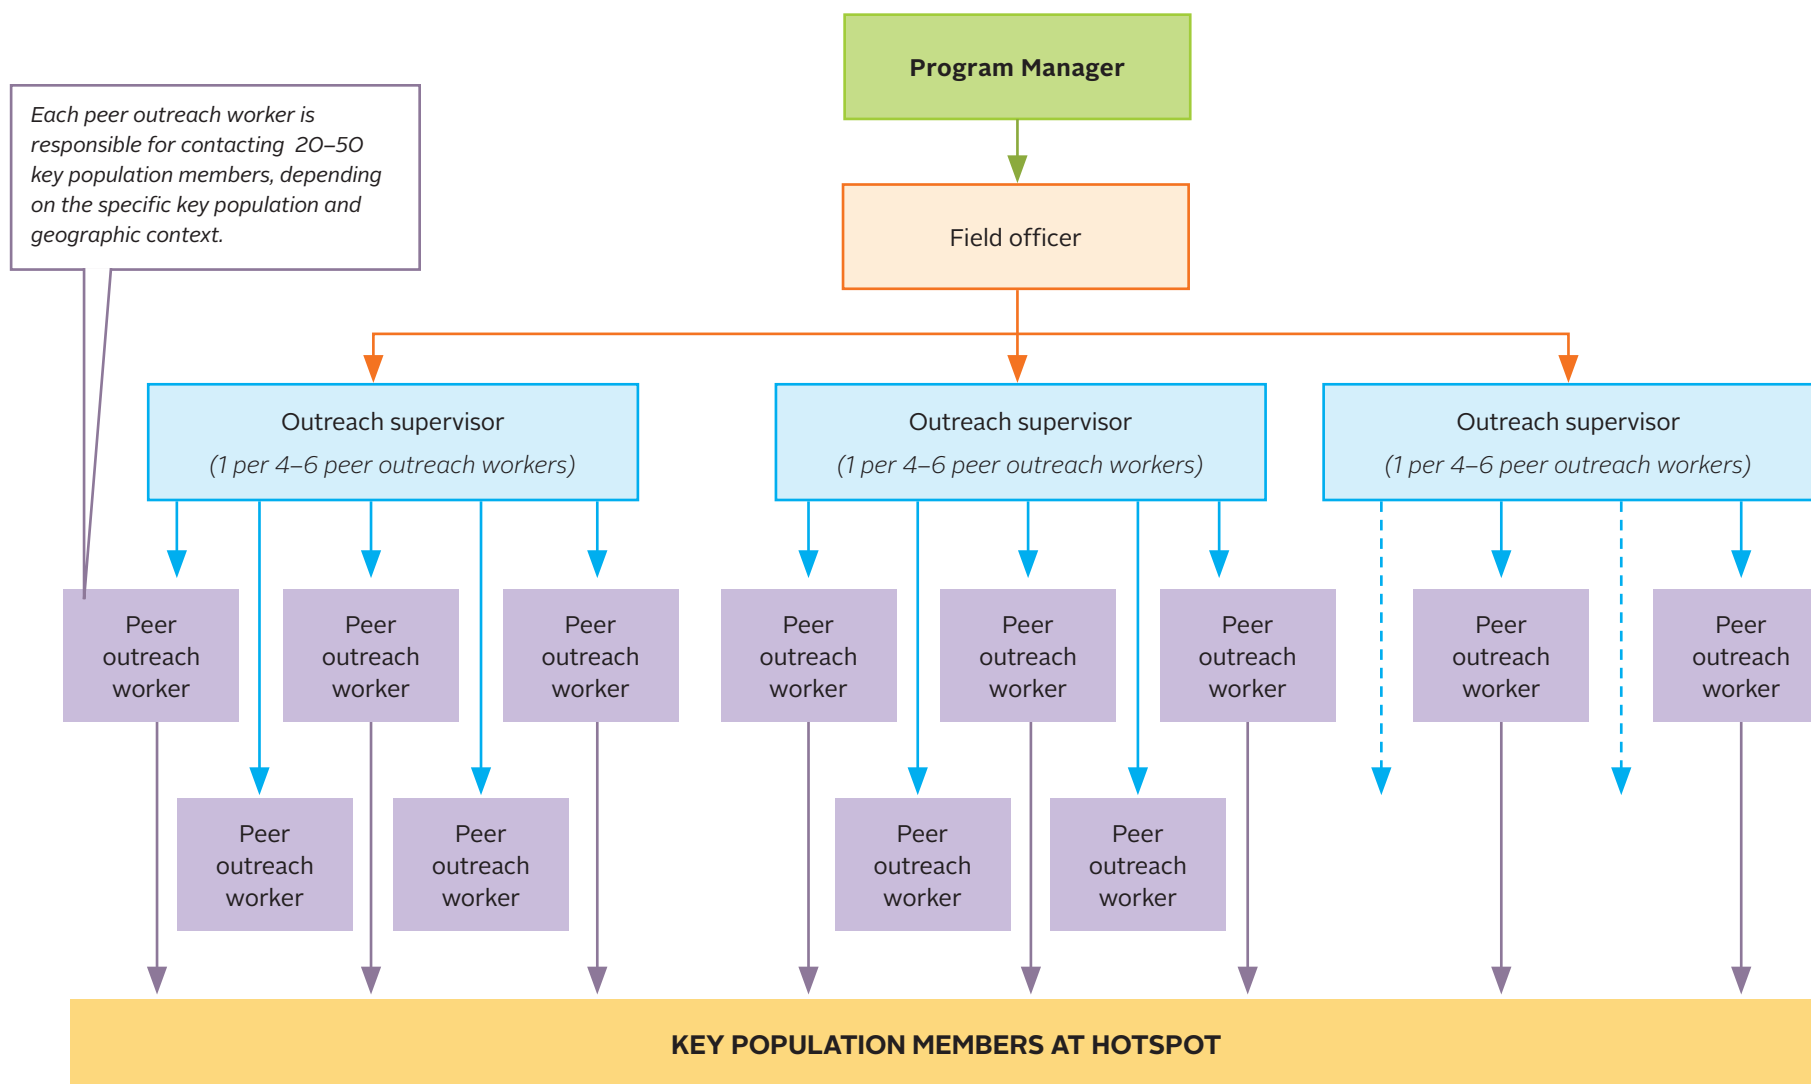 Program Manager
Each peer outreach worker is
responsible for contacting 20–50
key population members, depending
on the specific key population and
geographic context.
Field officer
Outreach supervisor
(1 per 4–6 peer outreach workers)
Outreach supervisor
(1 per 4–6 peer outreach workers)
Outreach supervisor
(1 per 4–6 peer outreach workers)
Peer
outreach
worker
Peer
outreach
worker
Peer
outreach
worker
Peer
outreach
worker
Peer
outreach
worker
Peer
outreach
worker
Peer
outreach
worker
Peer
outreach
worker
Peer
outreach
worker
Peer
outreach
worker
Peer
outreach
worker
Peer
outreach
worker
KEY POPULATION MEMBERS AT HOTSPOT